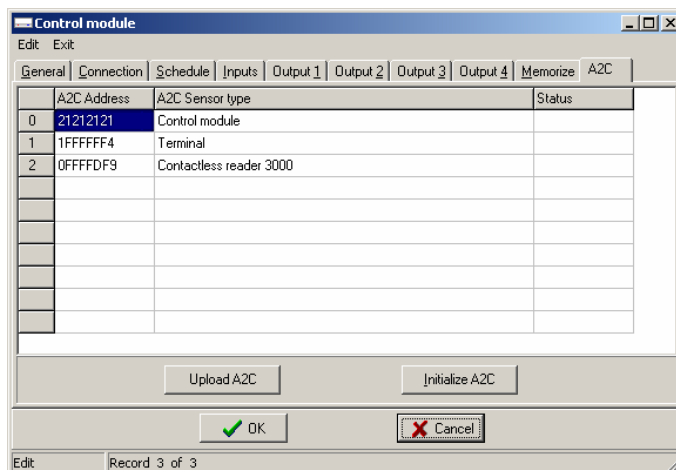 Control module
Edit Exit
General Connection Schedule Inputs Output 1 Output 2 Output 3 Output 4 Memorize A2C
A2C Address A2C Sensor type Status
0 21212121 Control module
1 1FFFFFF4 Terminal
2 0FFFFDF9 Contactless reader 3000
Upload A2C Initialize A2C
OK Cancel
Edit Record 3 of 3